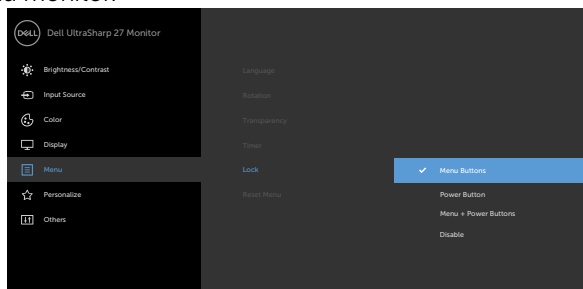 monitor.
DELL
Dell UltraSharp 27 Monitor
Brightness/Contrast
Input Source
Color
Display
Menu
Personalize
Others
Language
Rotation
Transparency
Timer
Lock
Reset Menu
Menu Buttons
Power Button
Menu + Power Buttons
Disable